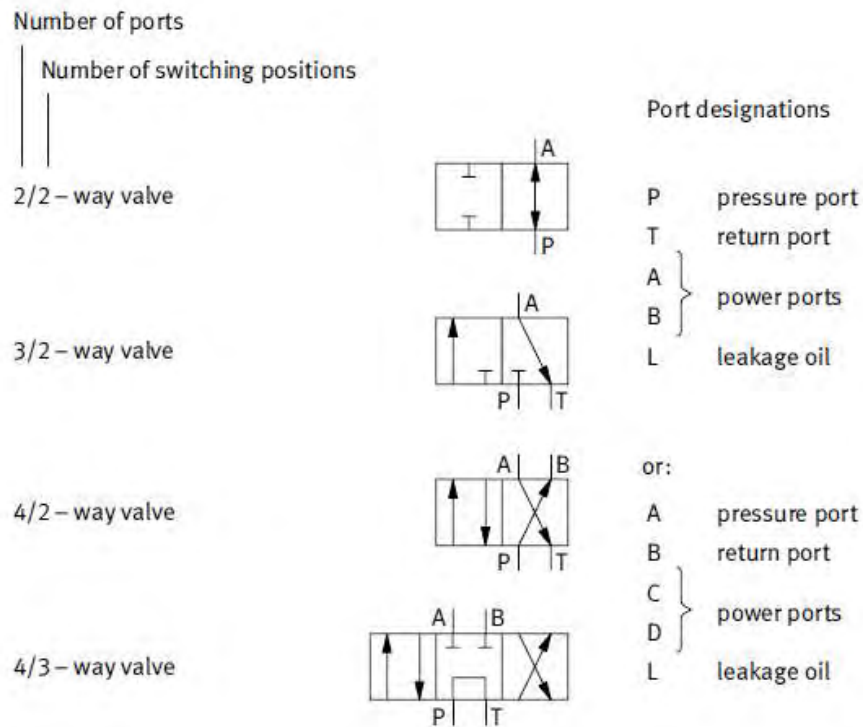 Number of ports
Number of switching positions
Port designations
A
2/2 – way valve
P pressure port
P
T return port
A
B
power ports
A
3/2 – way valve
L leakage oil
P T
A B
or:
4/2 – way valve
A pressure port
P T
B return port
C
D
power ports
A B
4/3 – way valve
L leakage oil
P T